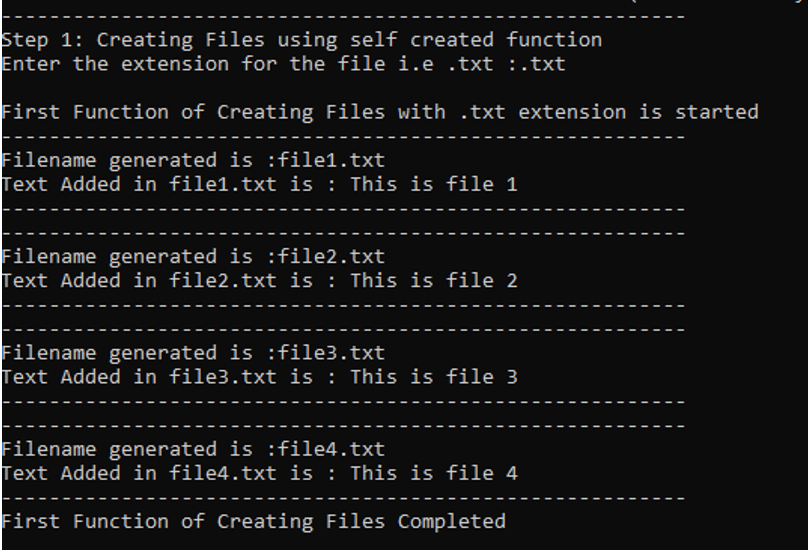 ---------------------------------------------------------
Step 1: Creating Files using self created function
Enter the extension for the file i.e .txt :.txt
First Function of Creating Files with .txt extension is started
---------------------------------------------------------
Filename generated is :file1.txt
Text Added in file1.txt is : This is file 1
---------------------------------------------------------
---------------------------------------------------------
Filename generated is :file2.txt
Text Added in file2.txt is : This is file 2
---------------------------------------------------------
---------------------------------------------------------
Filename generated is :file3.txt
Text Added in file3.txt is : This is file 3
---------------------------------------------------------
---------------------------------------------------------
Filename generated is :file4.txt
Text Added in file4.txt is : This is file 4
---------------------------------------------------------
First Function of Creating Files Completed